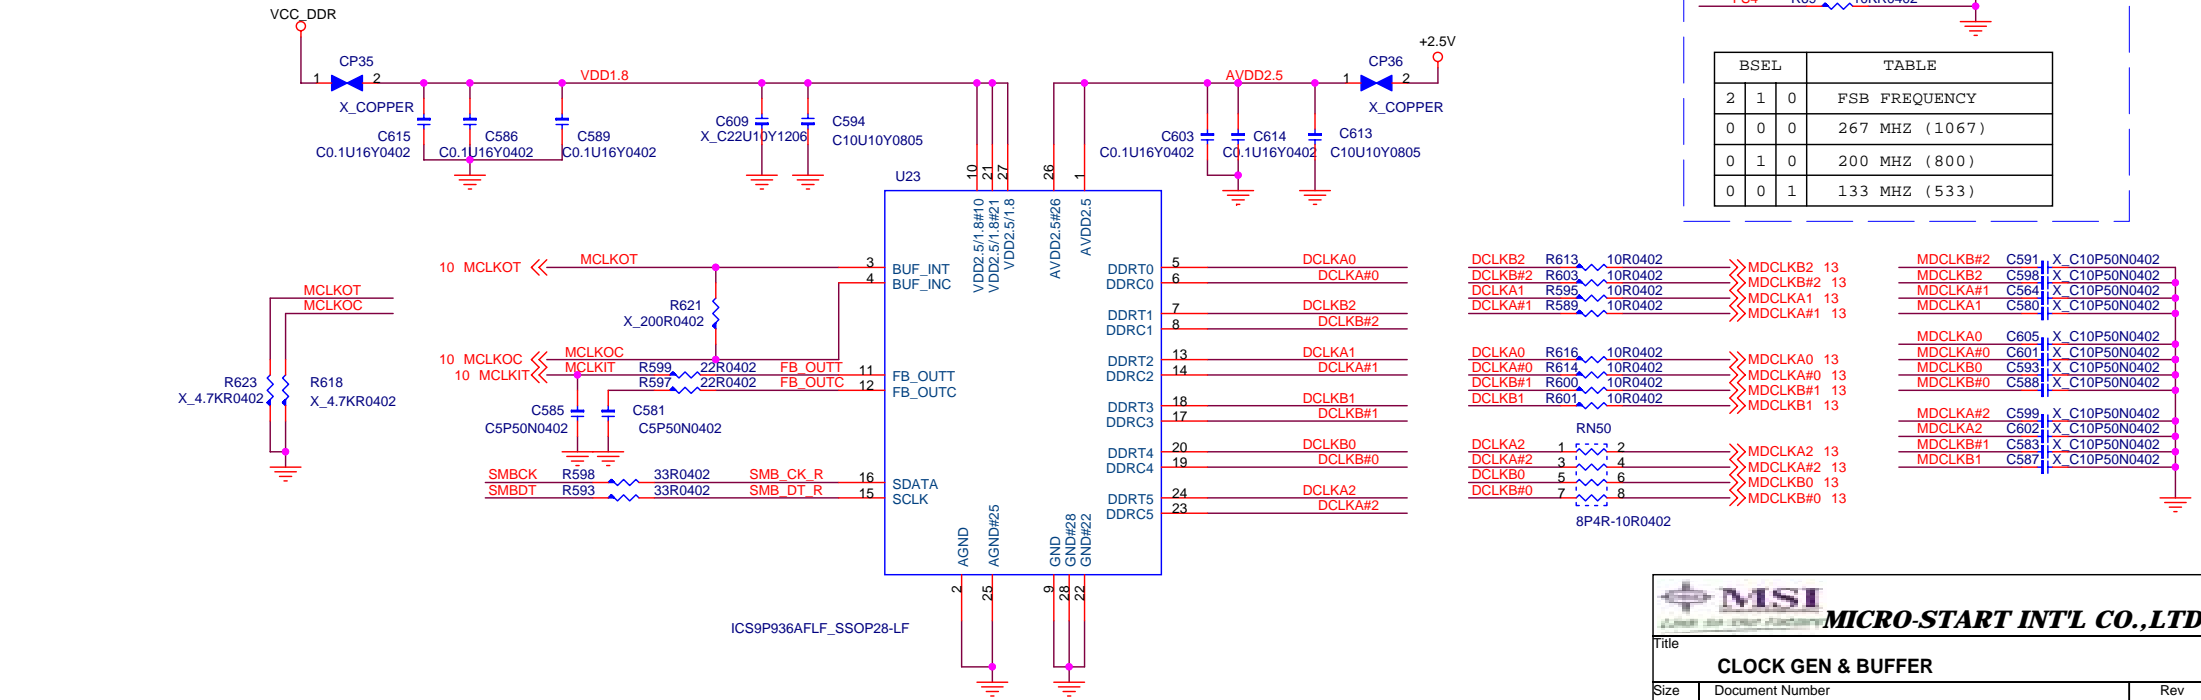 VCC_DDR
CP35
1 2
X_COPPER
VDD1.8
C615
C0.1U16Y0402
C586
C0.1U16Y0402
C589
C0.1U16Y0402
C609
X_C22U10Y1206
C594
C10U10Y0805
+2.5V
CP36
1 2
X_COPPER
AVDD2.5
C603
C0.1U16Y0402
C614
C0.1U16Y0402
C613
C10U10Y0805
BSEL TABLE
2 1 0 FSB FREQUENCY
0 0 0 267 MHZ (1067)
0 1 0 200 MHZ (800)
0 0 1 133 MHZ (533)
U23
10 21 27 26 1
VDD2.5/1.8#10
VDD2.5/1.8#21
VDD2.5/1.8
AVDD2.5#26
AVDD2.5
10 MCLKOT MCLKOT 3 BUF_INT
4 BUF_INC
R621
X_200R0402
10 MCLKOC MCLKOC
10 MCLKIT MCLKIT R599 22R0402 FB_OUTT 11 FB_OUTT
R597 22R0402 FB_OUTC 12 FB_OUTC
C585
C5P50N0402
C581
C5P50N0402
MCLKOT
MCLKOC
R623
X_4.7KR0402
R618
X_4.7KR0402
SMBCK R598 33R0402 SMB_CK_R 16 SDATA
SMBDT R593 33R0402 SMB_DT_R 15 SCLK
DDRT0 5 DCLKA0
DDRC0 6 DCLKA#0
DDRT1 7 DCLKB2
DDRC1 8 DCLKB#2
DDRT2 13 DCLKA1
DDRC2 14 DCLKA#1
DDRT3 18 DCLKB1
DDRC3 17 DCLKB#1
DDRT4 20 DCLKB0
DDRC4 19 DCLKB#0
DDRT5 24 DCLKA2
DDRC5 23 DCLKA#2
AGND
AGND#25
GND
GND#28
GND#22
2 25 9 28 22
ICS9P936AFLF_SSOP28-LF
DCLKB2 R613 10R0402 MDCLKB2 13
DCLKB#2 R603 10R0402 MDCLKB#2 13
DCLKA1 R595 10R0402 MDCLKA1 13
DCLKA#1 R589 10R0402 MDCLKA#1 13
DCLKA0 R616 10R0402 MDCLKA0 13
DCLKA#0 R614 10R0402 MDCLKA#0 13
DCLKB#1 R600 10R0402 MDCLKB#1 13
DCLKB1 R601 10R0402 MDCLKB1 13
RN50
DCLKA2 1 2 MDCLKA2 13
DCLKA#2 3 4 MDCLKA#2 13
DCLKB0 5 6 MDCLKB0 13
DCLKB#0 7 8 MDCLKB#0 13
8P4R-10R0402
MDCLKB#2 C591 X_C10P50N0402
MDCLKB2 C598 X_C10P50N0402
MDCLKA#1 C564 X_C10P50N0402
MDCLKA1 C580 X_C10P50N0402
MDCLKA0 C605 X_C10P50N0402
MDCLKA#0 C601 X_C10P50N0402
MDCLKB0 C593 X_C10P50N0402
MDCLKB#0 C588 X_C10P50N0402
MDCLKA#2 C599 X_C10P50N0402
MDCLKA2 C602 X_C10P50N0402
MDCLKB#1 C583 X_C10P50N0402
MDCLKB1 C587 X_C10P50N0402
MSI
MICRO-START INT'L CO.,LTD
Title
CLOCK GEN & BUFFER
Size Document Number Rev